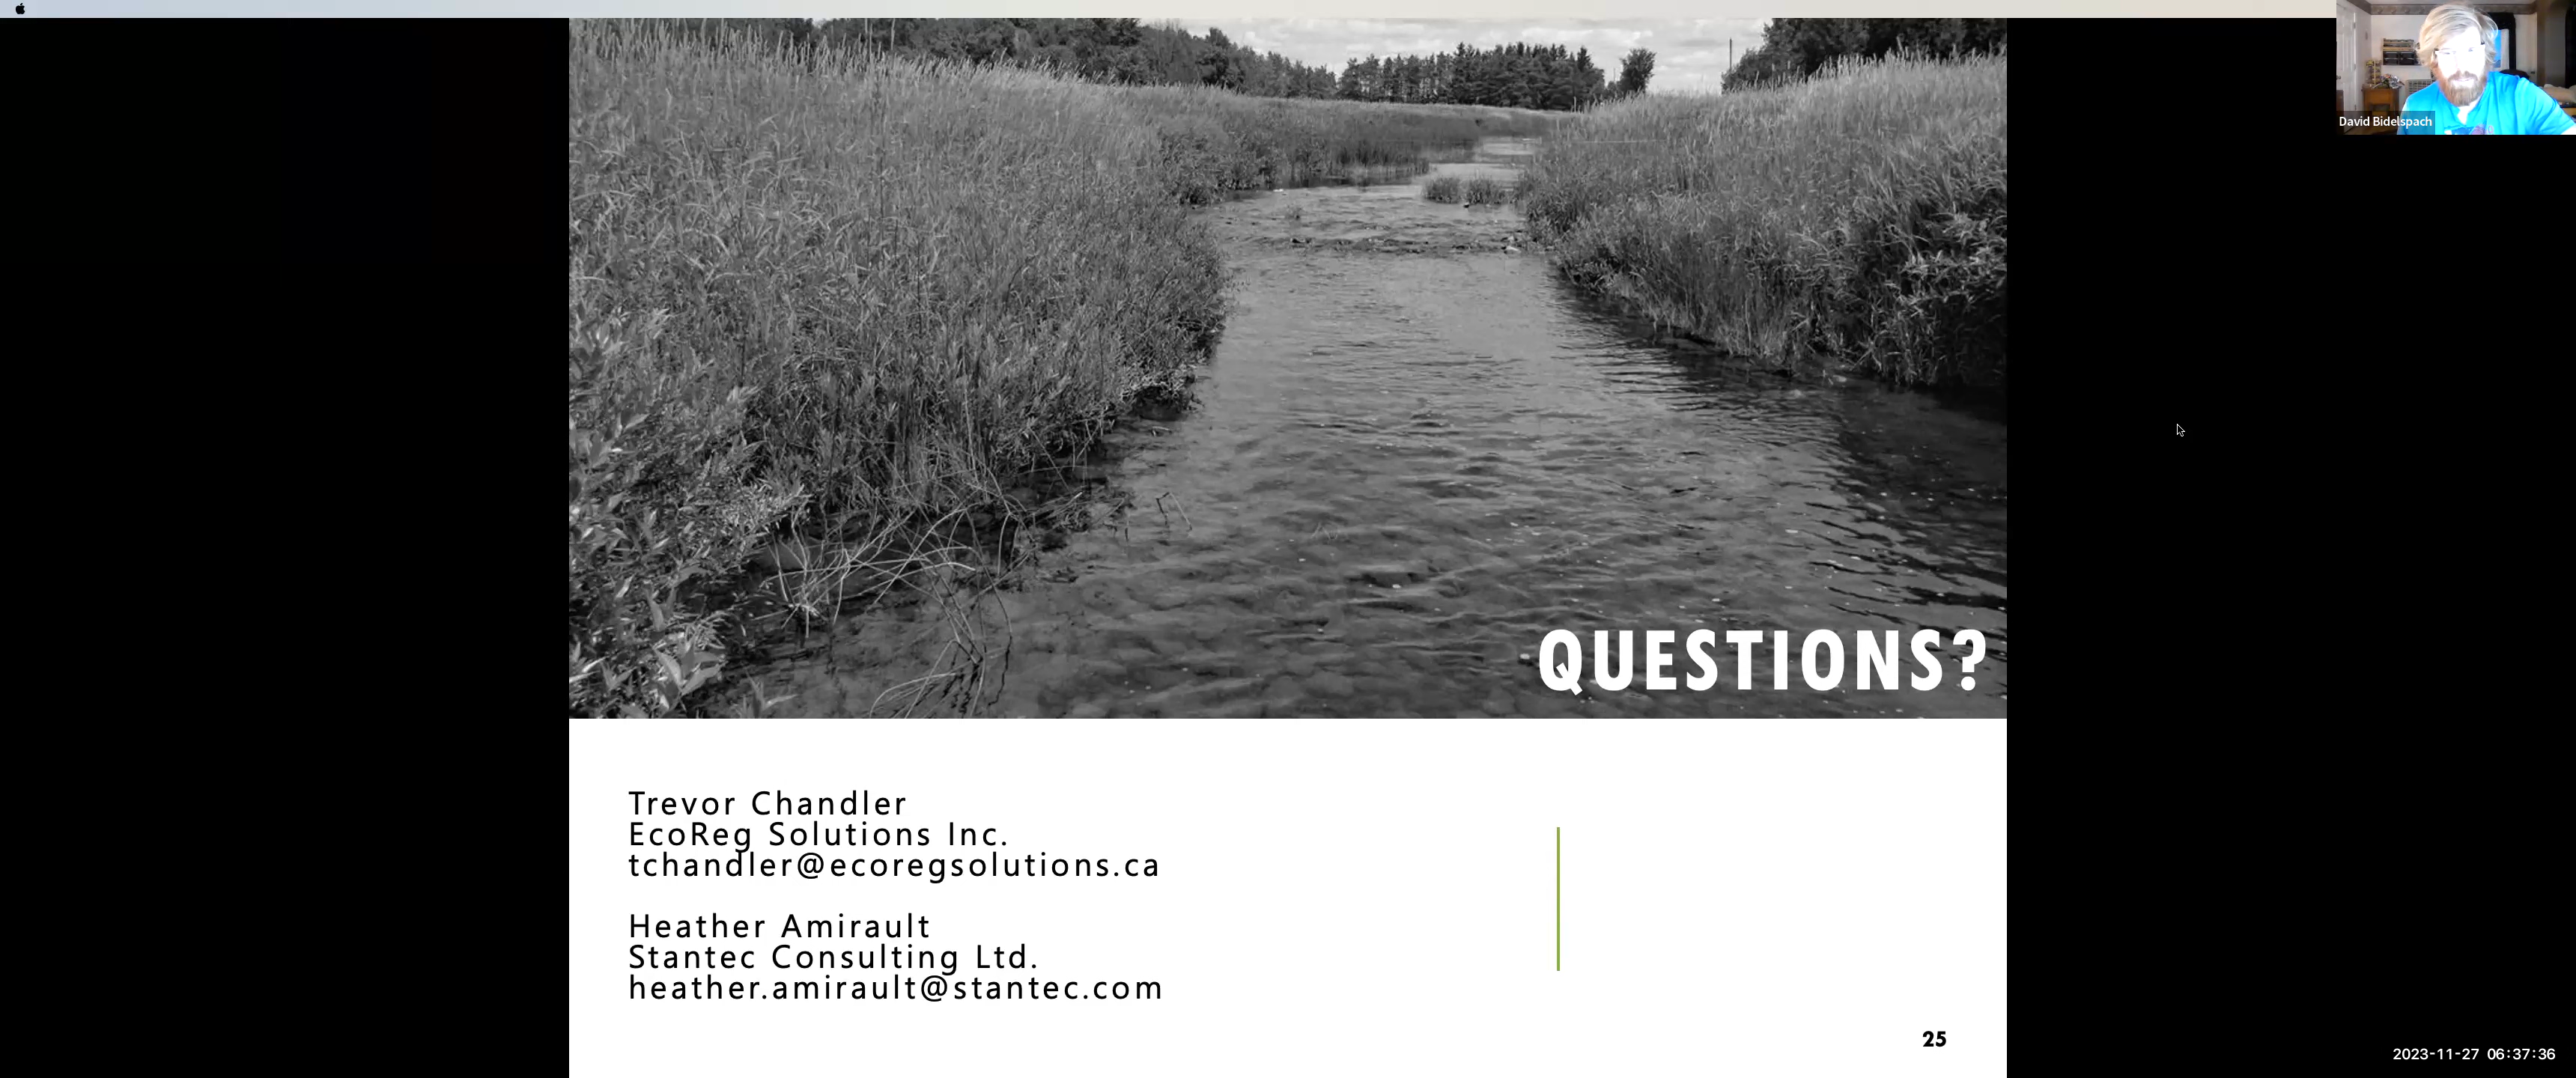 David Bidelspach
QUESTIONS?
Trevor Chandler
EcoReg Solutions Inc.
tchandler@ecoregsolutions.ca
Heather Amirault
Stantec Consulting Ltd.
heather.amirault@stantec.com
25
2023-11-27 06:37:36